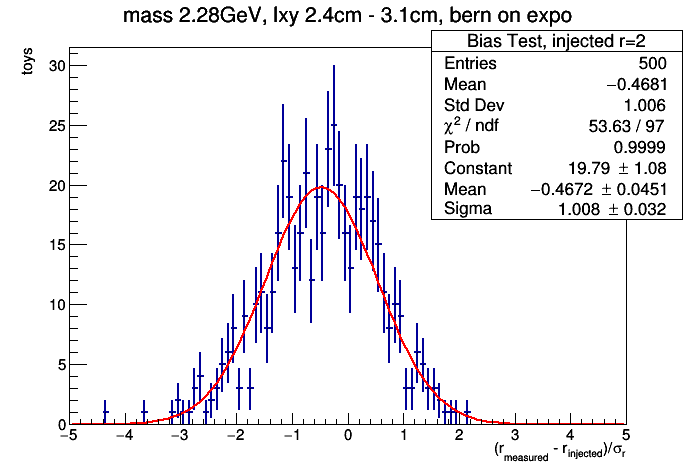 mass 2.28GeV, lxy 2.4cm - 3.1cm, bern on expo
toys
Bias Test, injected r=2
Entries 500
Mean −0.4681
Std Dev 1.006
χ² / ndf 53.63 / 97
Prob 0.9999
Constant 19.79 ± 1.08
Mean −0.4672 ± 0.0451
Sigma 1.008 ± 0.032
30
25
20
15
10
5
0
−5 −4 −3 −2 −1 0 1 2 3 4 5
(r_measured - r_injected)/σ_r